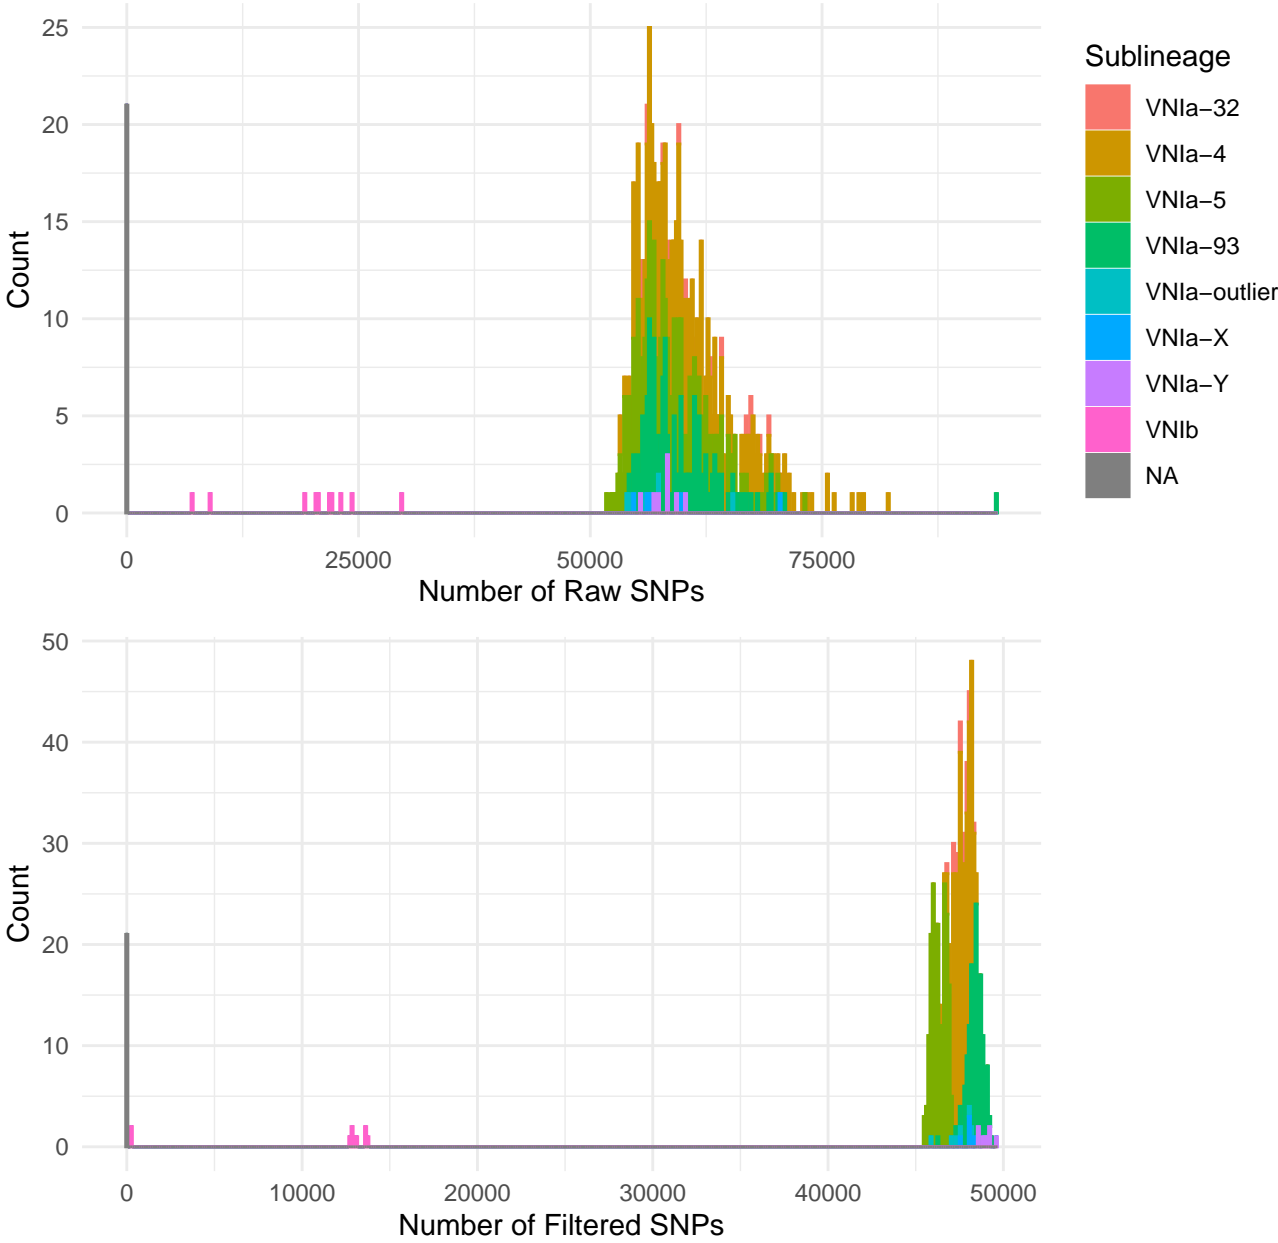 25
20
15
10
5
0
Count
0 25000 50000 75000
Number of Raw SNPs
Sublineage
VNIa−32
VNIa−4
VNIa−5
VNIa−93
VNIa−outlier
VNIa−X
VNIa−Y
VNIb
NA
50
40
30
20
10
0
Count
0 10000 20000 30000 40000 50000
Number of Filtered SNPs